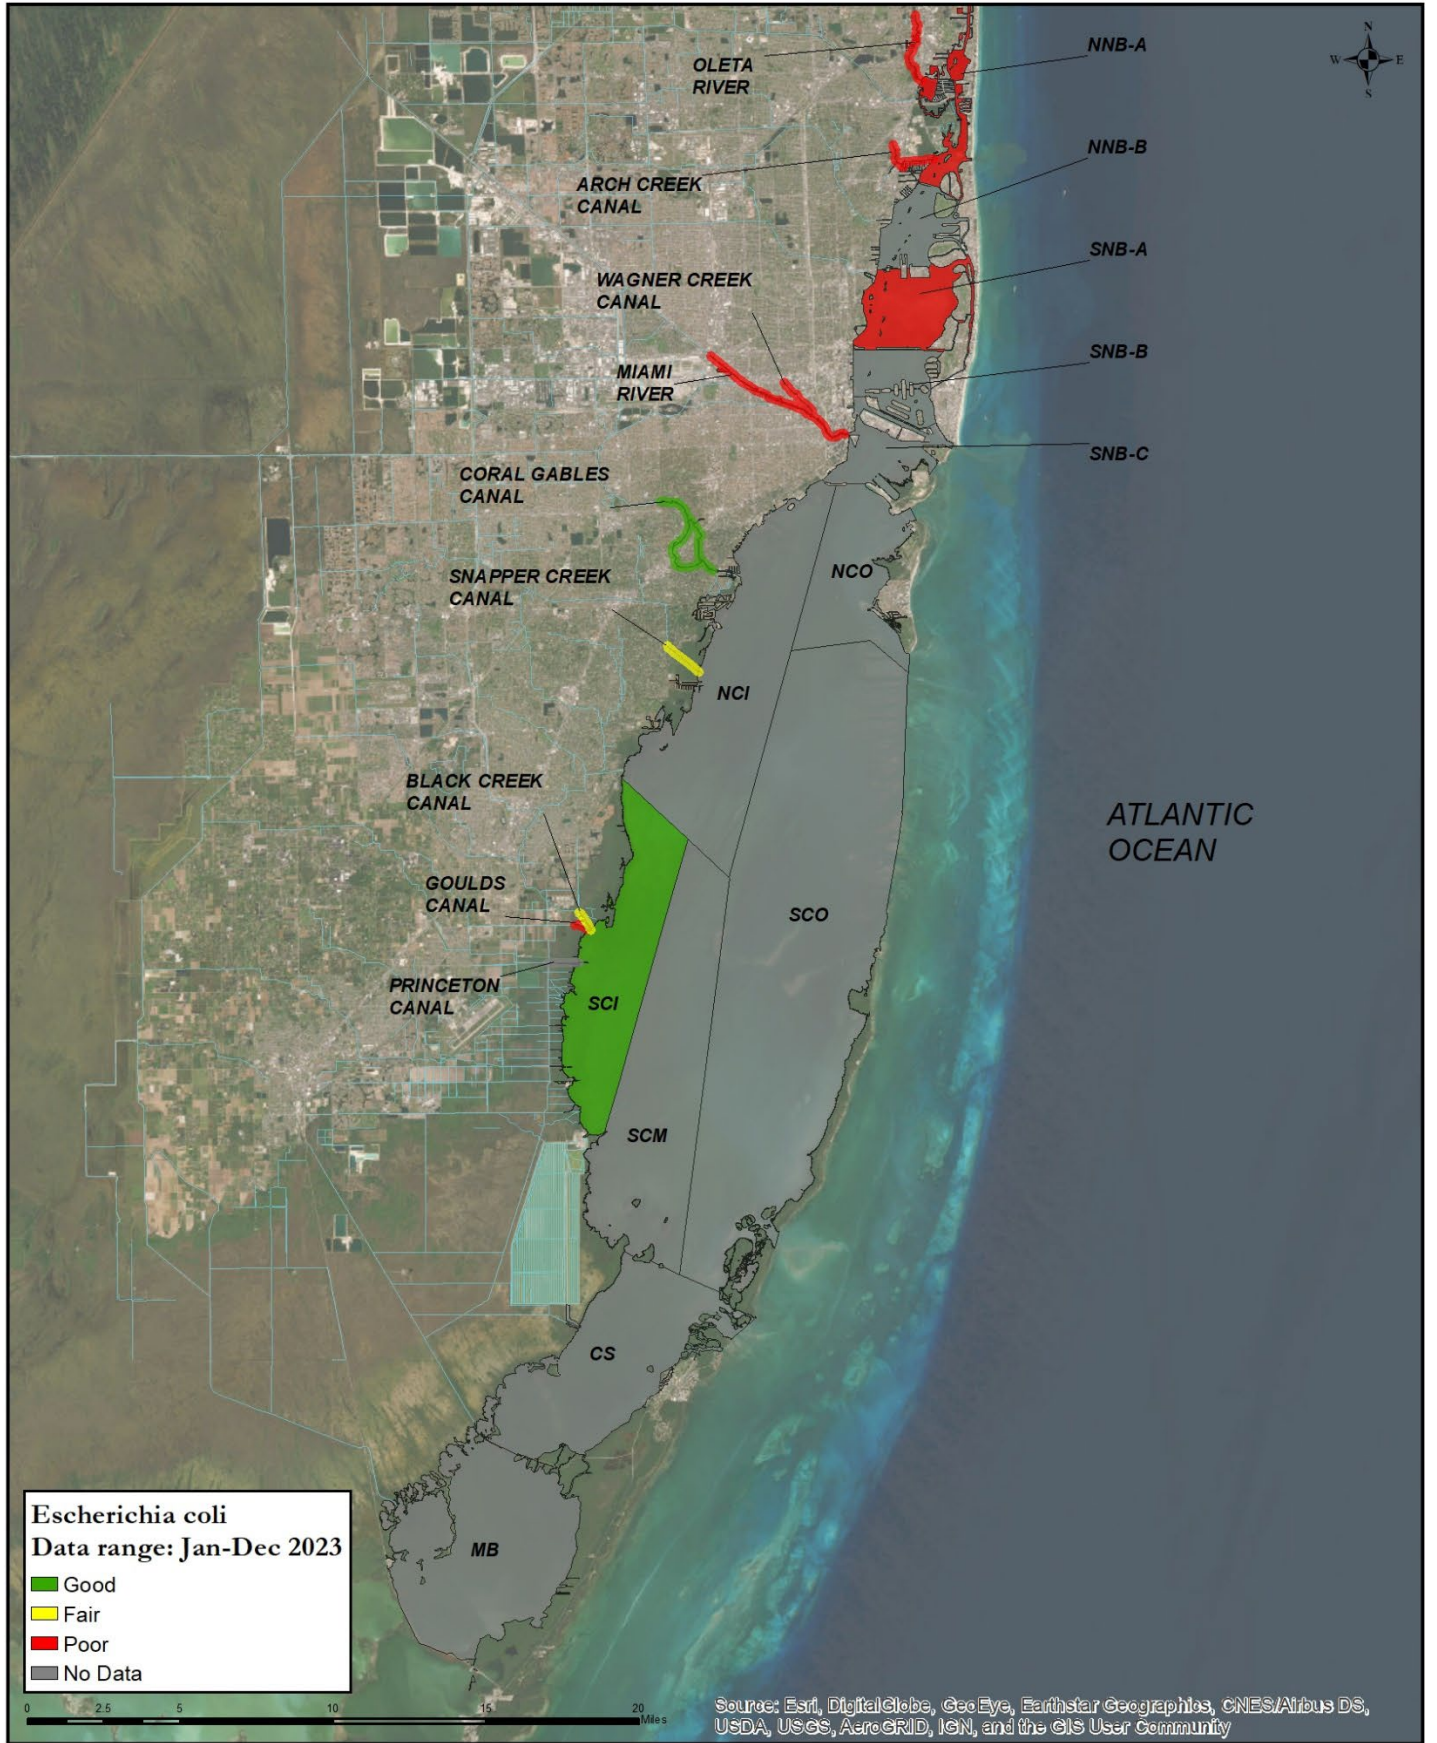 N
W E
S
OLETA
RIVER
NNB-A
ARCH CREEK
CANAL
NNB-B
WAGNER CREEK
CANAL
SNB-A
MIAMI
RIVER
SNB-B
CORAL GABLES
CANAL
SNB-C
SNAPPER CREEK
CANAL
NCO
NCI
BLACK CREEK
CANAL
ATLANTIC
OCEAN
GOULDS
CANAL
SCO
PRINCETON
CANAL
SCI
SCM
CS
MB
Escherichia coli
Data range: Jan-Dec 2023
Good
Fair
Poor
No Data
0 2.5 5 10 15 20
Miles
Source: Esri, DigitalGlobe, GeoEye, Earthstar Geographics, CNES/Airbus DS,
USDA, USGS, AeroGRID, IGN, and the GIS User Community